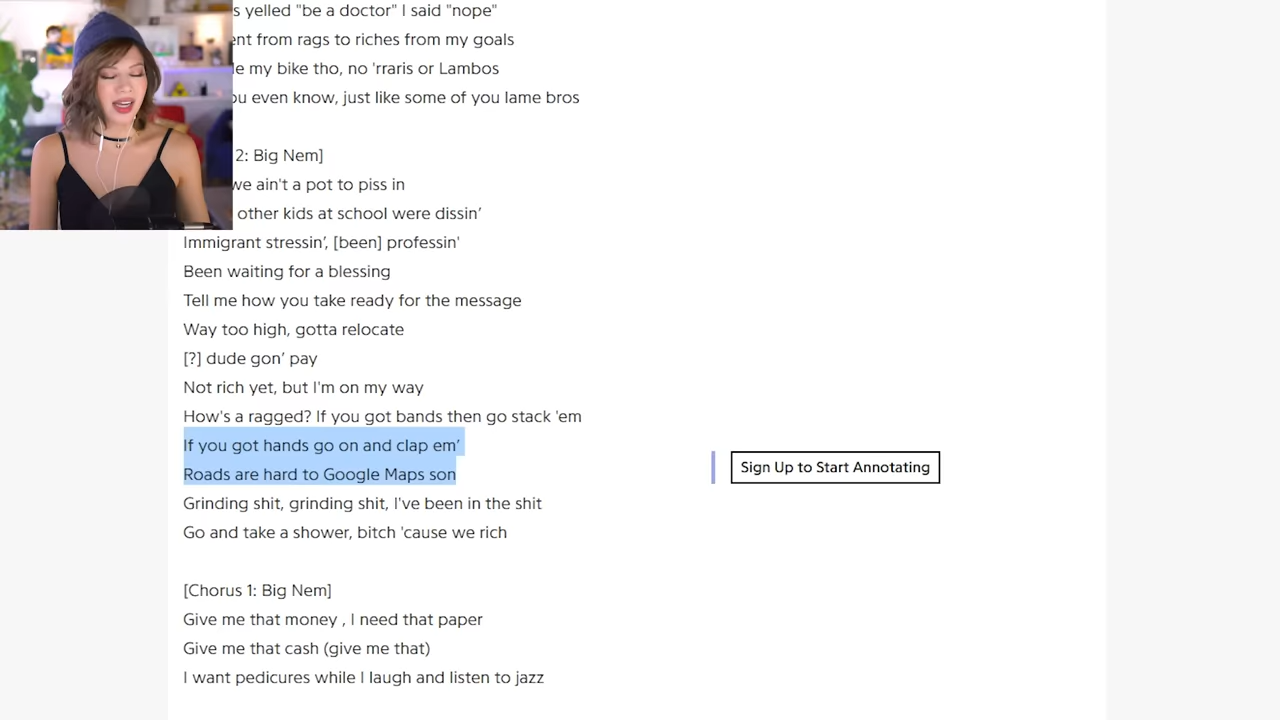 yelled "be a doctor" I said "nope"
from rags to riches from my goals
my bike tho, no 'rraris or Lambos
even know, just like some of you lame bros
2: Big Nem]
we ain't a pot to piss in
other kids at school were dissin’
Immigrant stressin’, [been] professin'
Been waiting for a blessing
Tell me how you take ready for the message
Way too high, gotta relocate
[?] dude gon’ pay
Not rich yet, but I'm on my way
How's a ragged? If you got bands then go stack 'em
If you got hands go on and clap em’
Roads are hard to Google Maps son
Sign Up to Start Annotating
Grinding shit, grinding shit, I've been in the shit
Go and take a shower, bitch 'cause we rich
[Chorus 1: Big Nem]
Give me that money , I need that paper
Give me that cash (give me that)
I want pedicures while I laugh and listen to jazz